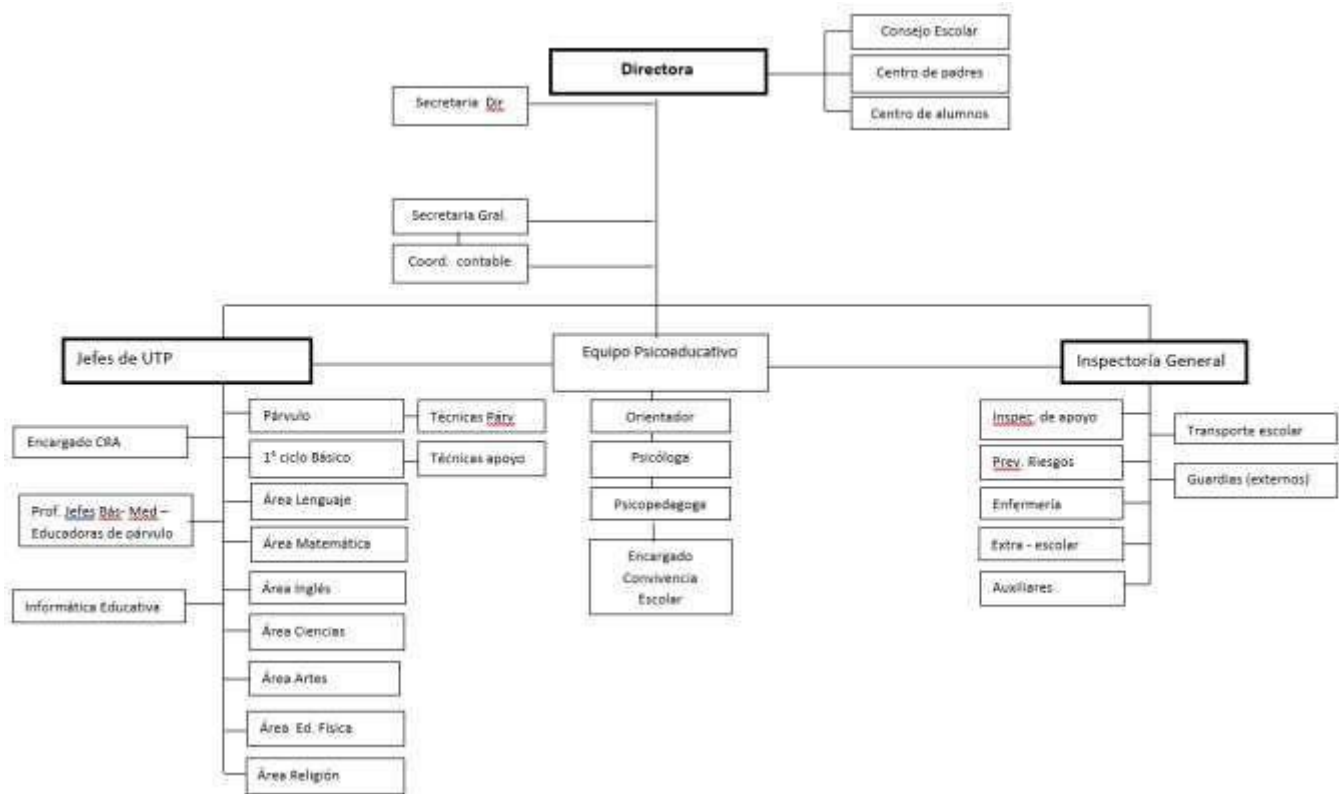 Directora
Consejo Escolar
Centro de padres
Centro de alumnos
Secretaria Dir
Secretaria Gral.
Coord. contable
Jefes de UTP
Equipo Psicoeducativo
Inspectoría General
Encargado CRA
Prof. Jefes Bás- Med –
Educadoras de párvulo
Informática Educativa
Párvulo
Técnicas Párv
1° ciclo Básico
Técnicas apoyo
Área Lenguaje
Área Matemática
Área Inglés
Área Ciencias
Área Artes
Área Ed. Física
Área Religión
Orientador
Psicóloga
Psicopedagoga
Encargado
Convivencia
Escolar
Inspec. de apoyo
Prev. Riesgos
Enfermería
Extra - escolar
Auxiliares
Transporte escolar
Guardias (externos)